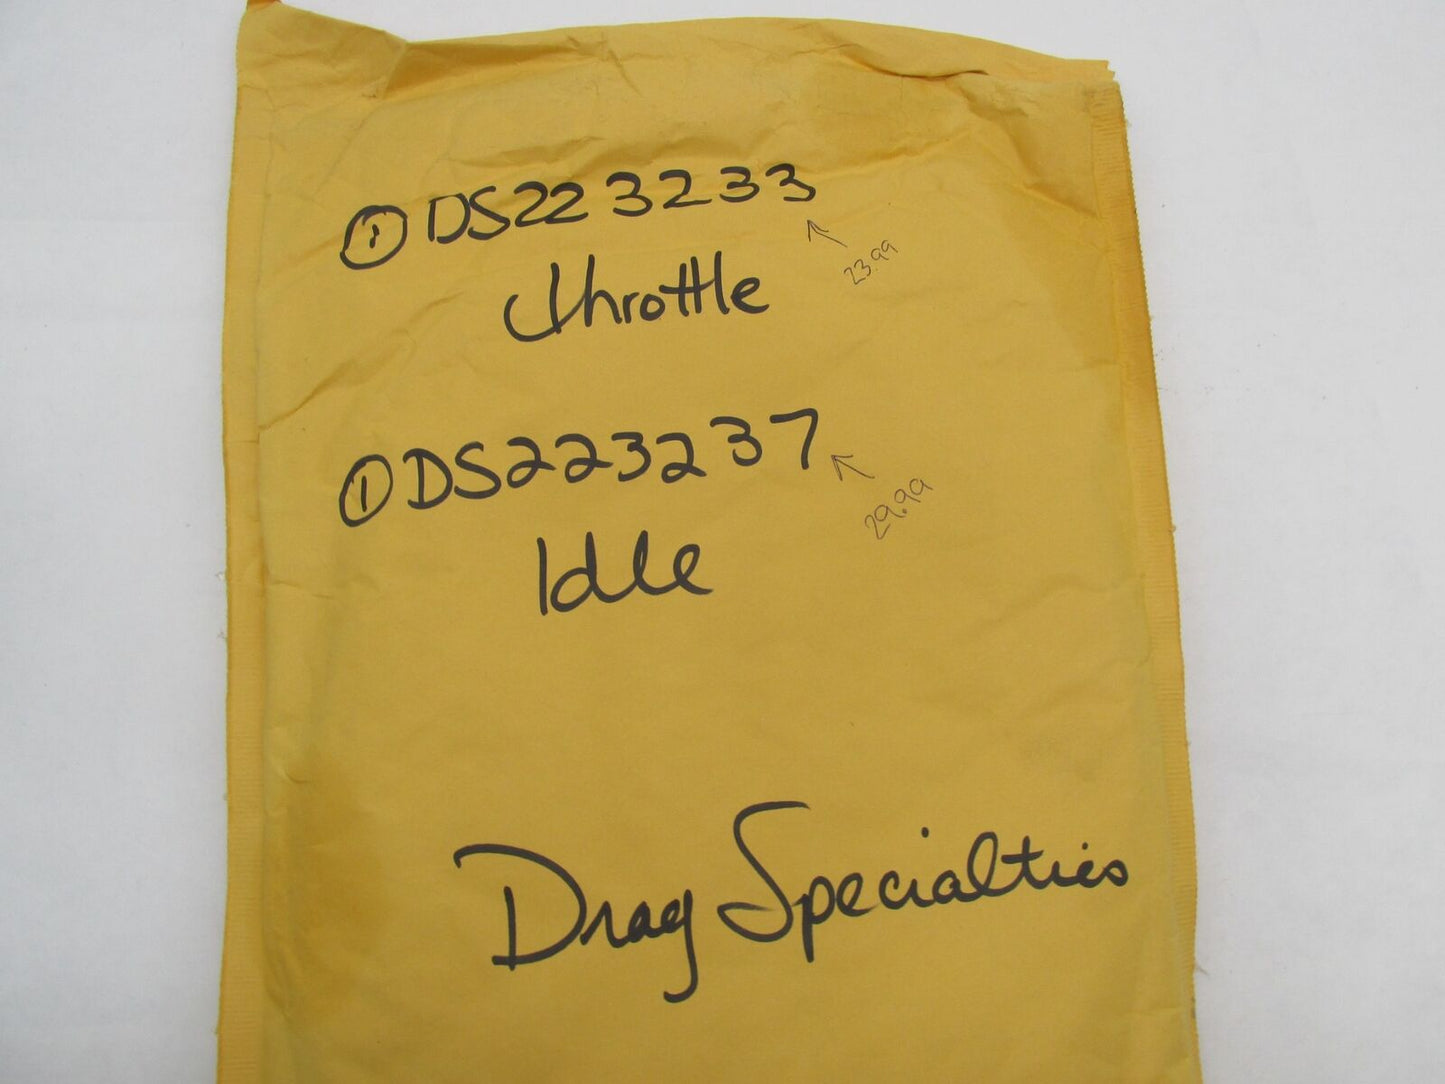 ① DS223233
23.99
Throttle
① DS223237
29.99
Idle
Drag Specialties